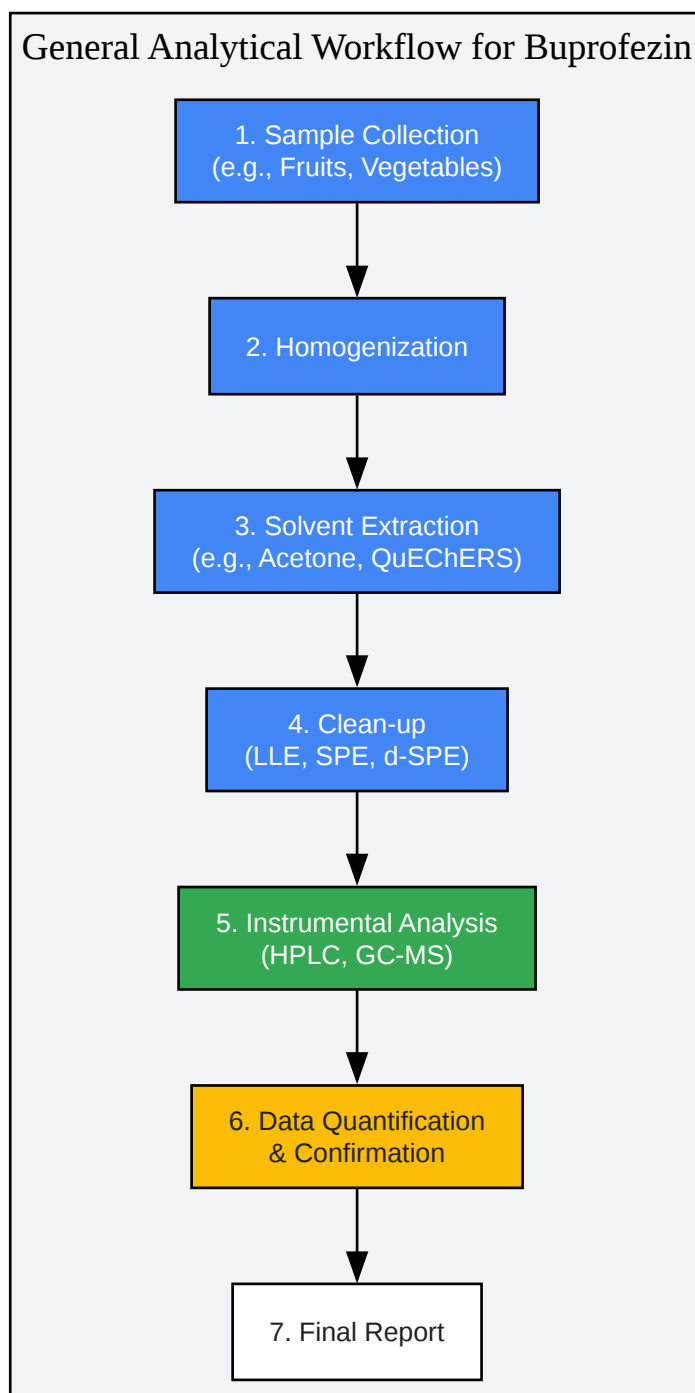 General Analytical Workflow for Buprofezin
1. Sample Collection
(e.g., Fruits, Vegetables)
2. Homogenization
3. Solvent Extraction
(e.g., Acetone, QuEChERS)
4. Clean-up
(LLE, SPE, d-SPE)
5. Instrumental Analysis
(HPLC, GC-MS)
6. Data Quantification
& Confirmation
7. Final Report